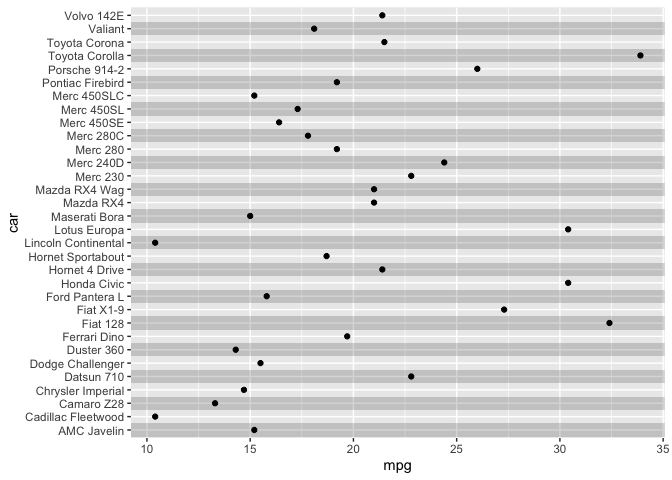 Volvo 142E
Valiant
Toyota Corona
Toyota Corolla
Porsche 914-2
Pontiac Firebird
Merc 450SLC
Merc 450SL
Merc 450SE
Merc 280C
Merc 280
Merc 240D
Merc 230
Mazda RX4 Wag
Mazda RX4
Maserati Bora
Lotus Europa
Lincoln Continental
Hornet Sportabout
Hornet 4 Drive
Honda Civic
Ford Pantera L
Fiat X1-9
Fiat 128
Ferrari Dino
Duster 360
Dodge Challenger
Datsun 710
Chrysler Imperial
Camaro Z28
Cadillac Fleetwood
AMC Javelin
car
10 15 20 25 30 35
mpg